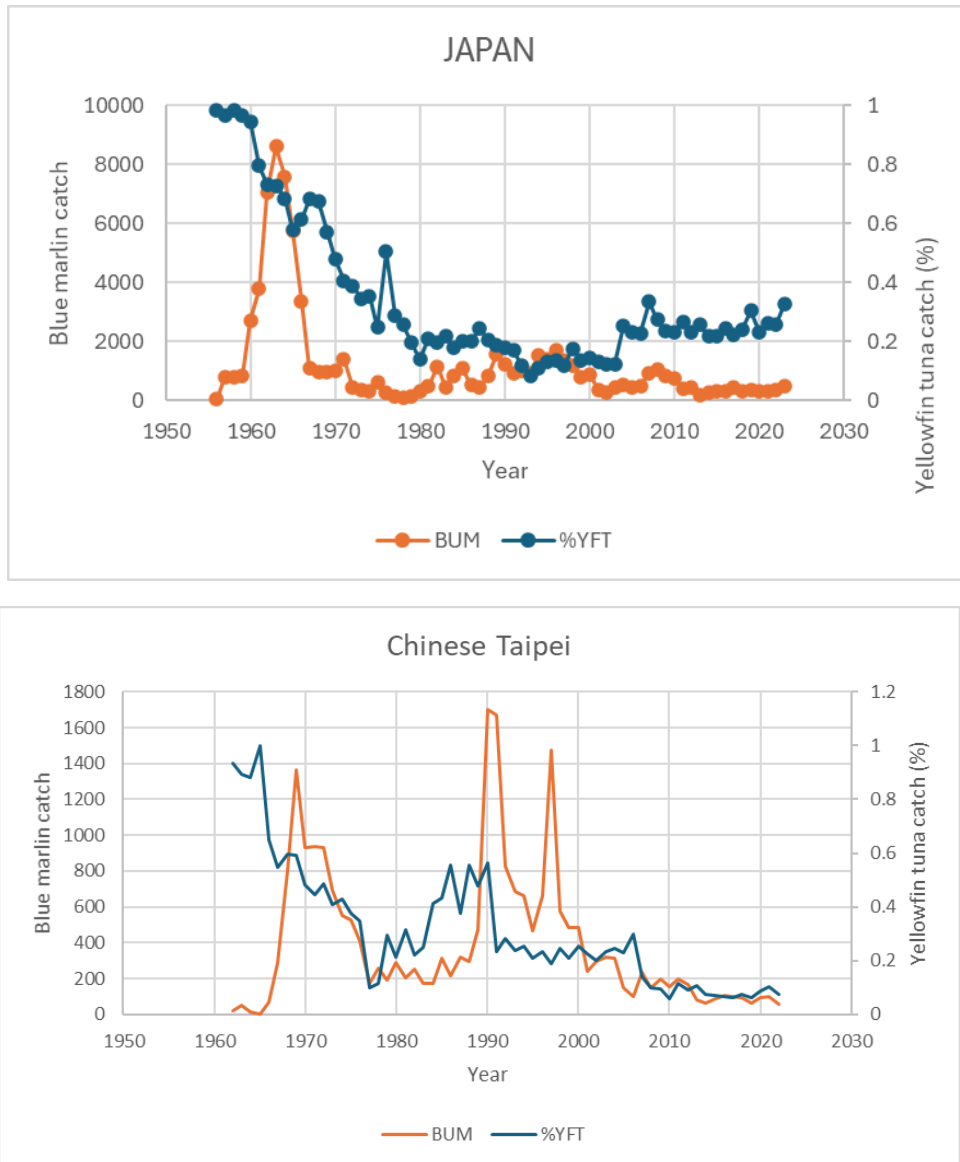 JAPAN
10000
8000
6000
4000
2000
0
1
0.8
0.6
0.4
0.2
0
Blue marlin catch
Yellowfin tuna catch (%)
1950 1960 1970 1980 1990 2000 2010 2020 2030
Year
BUM %YFT
Chinese Taipei
1800
1600
1400
1200
1000
800
600
400
200
0
1.2
1
0.8
0.6
0.4
0.2
0
Blue marlin catch
Yellowfin tuna catch (%)
1950 1960 1970 1980 1990 2000 2010 2020 2030
Year
BUM %YFT